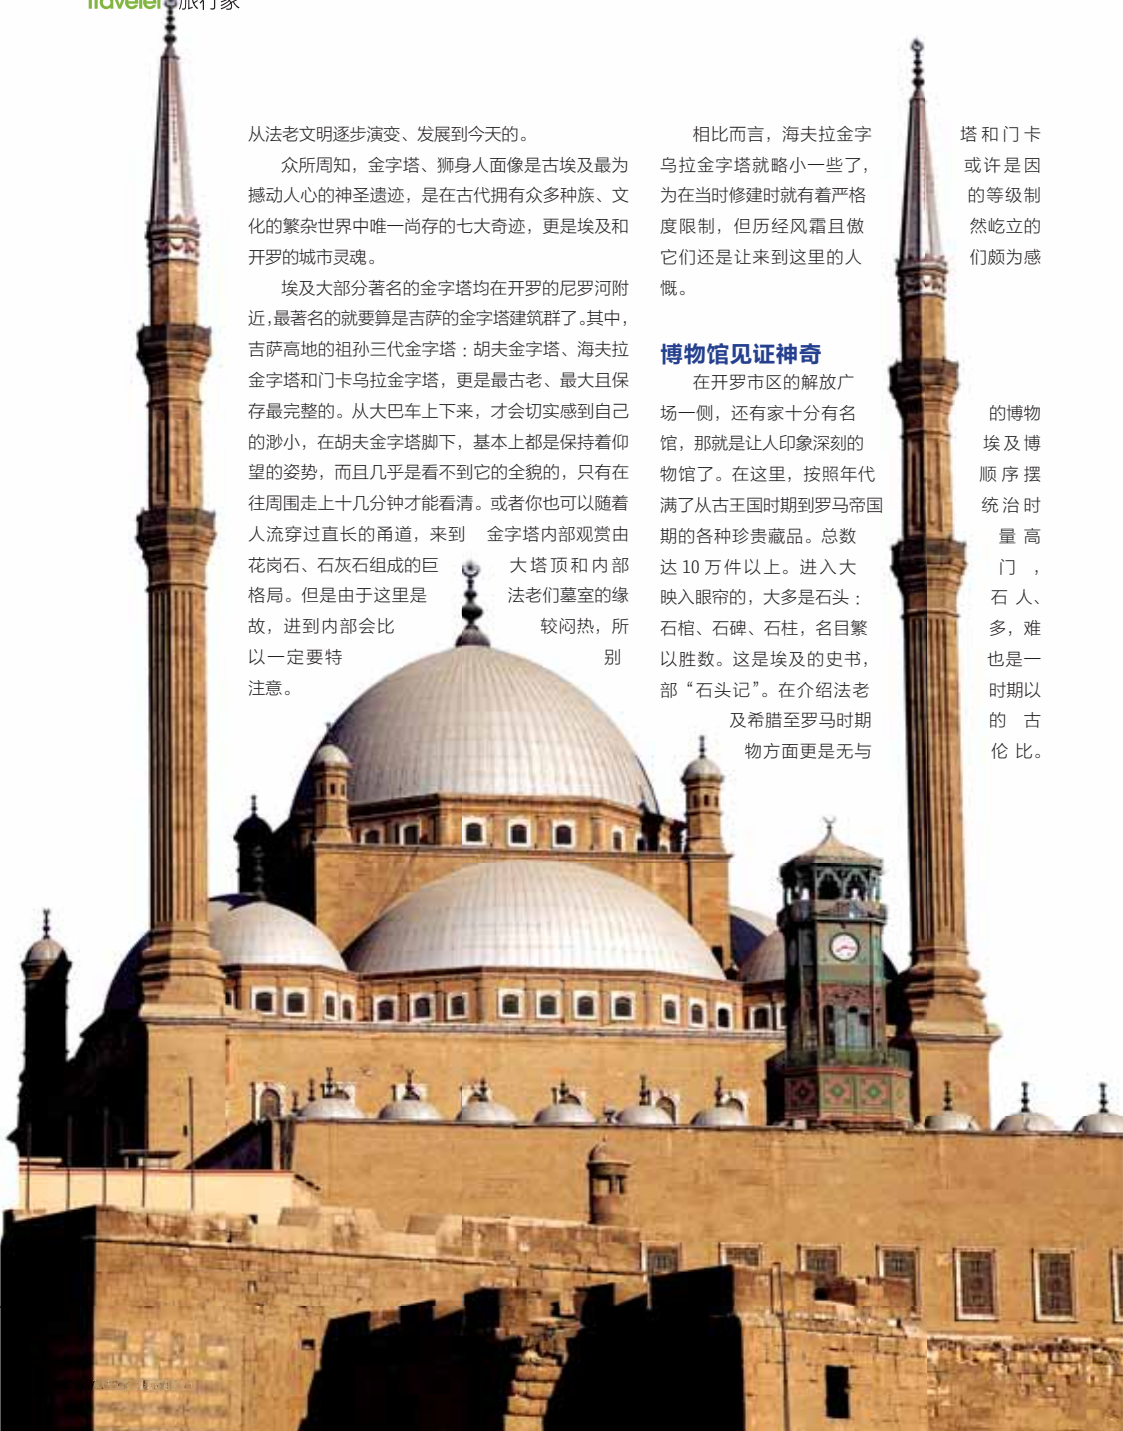 Traveler 旅行家
从法老文明逐步演变、发展到今天的。
众所周知，金字塔、狮身人面像是古埃及最为
撼动人心的神圣遗迹，是在古代拥有众多种族、文
化的繁杂世界中唯一尚存的七大奇迹，更是埃及和
开罗的城市灵魂。
埃及大部分著名的金字塔均在开罗的尼罗河附
近，最著名的就要算是吉萨的金字塔建筑群了。其中，
吉萨高地的祖孙三代金字塔：胡夫金字塔、海夫拉
金字塔和门卡乌拉金字塔，更是最古老、最大且保
存最完整的。从大巴车上下来，才会切实感到自己
的渺小，在胡夫金字塔脚下，基本上都是保持着仰
望的姿势，而且几乎是看不到它的全貌的，只有在
往周围走上十几分钟才能看清。或者你也可以随着
人流穿过直长的甬道，来到 金字塔内部观赏由
花岗石、石灰石组成的巨 大塔顶和内部
格局。但是由于这里是 法老们墓室的缘
故，进到内部会比 较闷热，所
以一定要特 别
注意。
相比而言，海夫拉金字 塔和门卡
乌拉金字塔就略小一些了， 或许是因
为在当时修建时就有着严格 的等级制
度限制，但历经风霜且傲 然屹立的
它们还是让来到这里的人 们颇为感
慨。
博物馆见证神奇
在开罗市区的解放广
场一侧，还有家十分有名 的博物
馆，那就是让人印象深刻的 埃及博
物馆了。在这里，按照年代 顺序摆
满了从古王国时期到罗马帝国 统治时
期的各种珍贵藏品。总数 量高
达 10 万件以上。进入大 门，
映入眼帘的，大多是石头： 石人、
石棺、石碑、石柱，名目繁 多，难
以胜数。这是埃及的史书， 也是一
部“石头记”。在介绍法老 时期以
及希腊至罗马时期 的古
物方面更是无与 伦比。